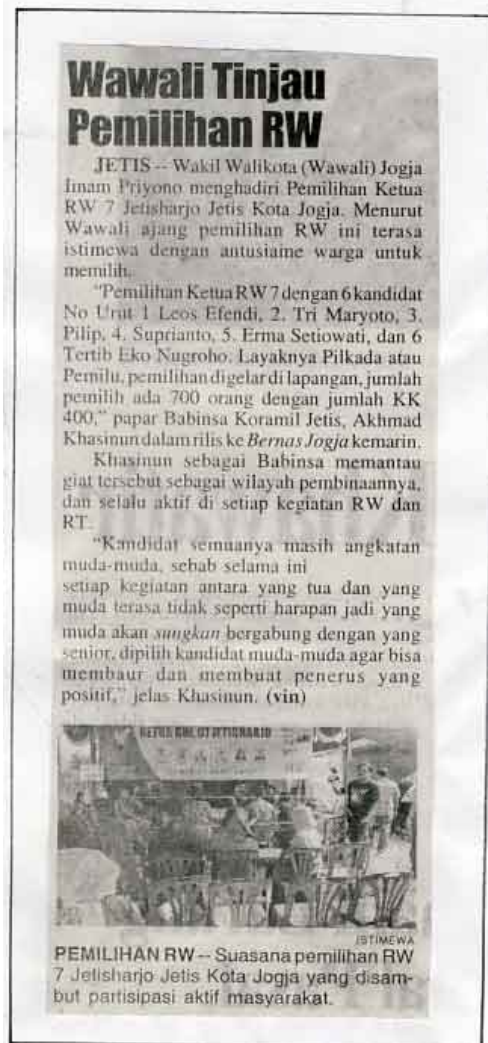 Wawali Tinjau
Pemilihan RW
JETIS -- Wakil Walikota (Wawali) Jogja
Imam Priyono menghadiri Pemilihan Ketua
RW 7 Jetisharjo Jetis Kota Jogja. Menurut
Wawali ajang pemilihan RW ini terasa
istimewa dengan antusiame warga untuk
memilih.
"Pemilihan Ketua RW 7 dengan 6 kandidat
No Urut 1 Leos Efendi, 2. Tri Maryoto, 3.
Pilip, 4. Suprianto, 5. Erma Setiowati, dan 6
Tertib Eko Nugroho. Layaknya Pilkada atau
Pemilu, pemilihan digelar di lapangan, jumlah
pemilih ada 700 orang dengan jumlah KK
400," papar Babinsa Koramil Jetis, Akhmad
Khasinun dalam rilis ke Bernas Jogja kemarin.
Khasinun sebagai Babinsa memantau
giat tersebut sebagai wilayah pembinaannya,
dan selalu aktif di setiap kegiatan RW dan
RT.
"Kandidat semuanya masih angkatan
muda-muda, sebab selama ini
setiap kegiatan antara yang tua dan yang
muda terasa tidak seperti harapan jadi yang
muda akan sungkan bergabung dengan yang
senior, dipilih kandidat muda-muda agar bisa
membaur dan membuat penerus yang
positif," jelas Khasinun. (vin)
KETUA RW. 07 JETISHARJO
ISTIMEWA
PEMILIHAN RW -- Suasana pemilihan RW
7 Jetisharjo Jetis Kota Jogja yang disam-
but partisipasi aktif masyarakat.